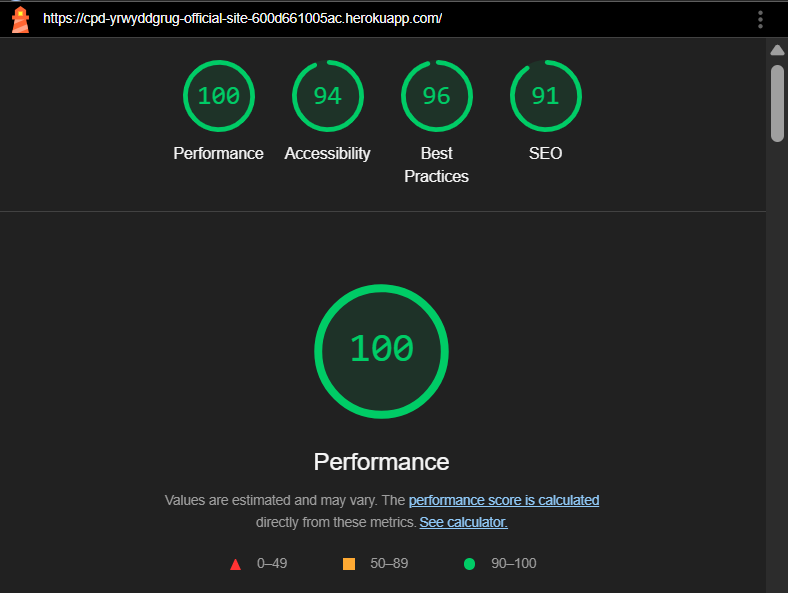 https://cpd-yrwyddgrug-official-site-600d661005ac.herokuapp.com/
100 94 96 91
Performance Accessibility Best Practices SEO
100
Performance
Values are estimated and may vary. The performance score is calculated
directly from these metrics. See calculator.
0–49 50–89 90–100